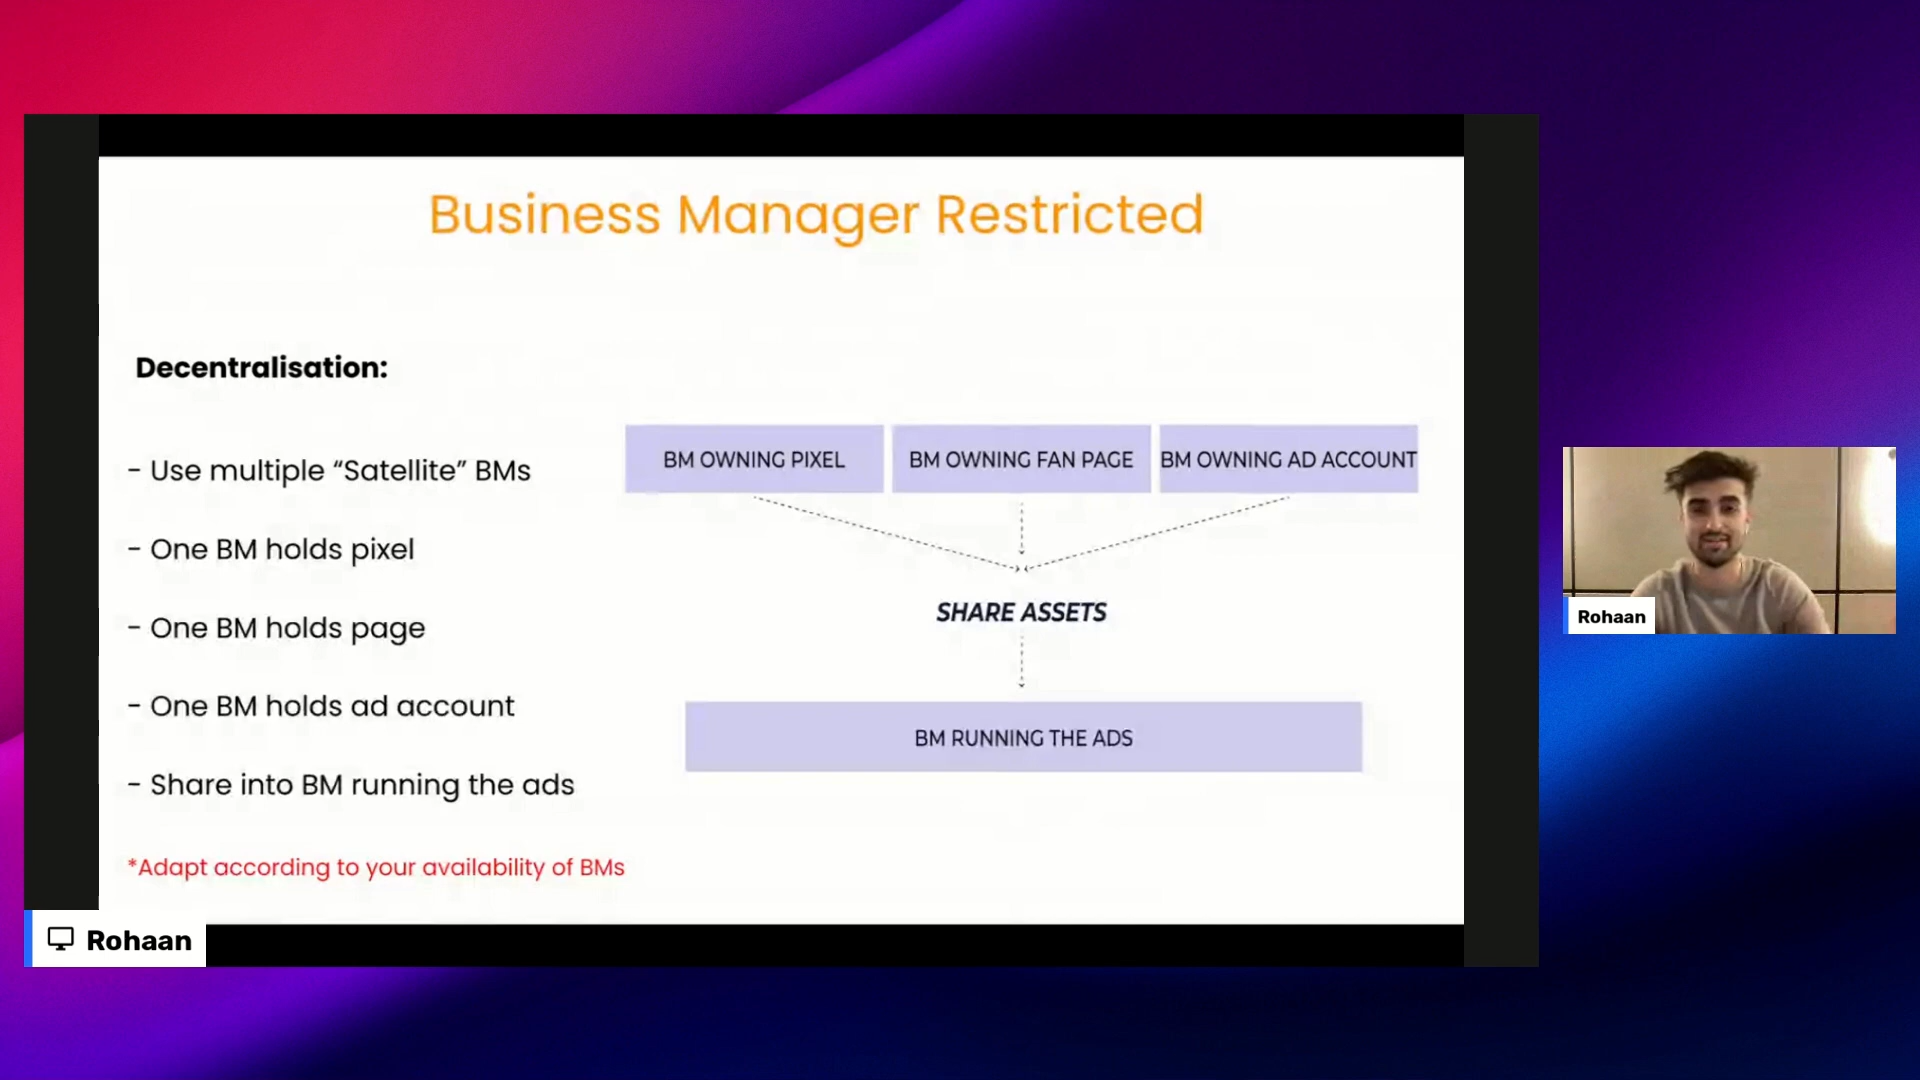 Business Manager Restricted
Decentralisation:
- Use multiple “Satellite” BMs
- One BM holds pixel
- One BM holds page
- One BM holds ad account
- Share into BM running the ads
*Adapt according to your availability of BMs
BM OWNING PIXEL
BM OWNING FAN PAGE
BM OWNING AD ACCOUNT
SHARE ASSETS
BM RUNNING THE ADS
Rohaan
Rohaan